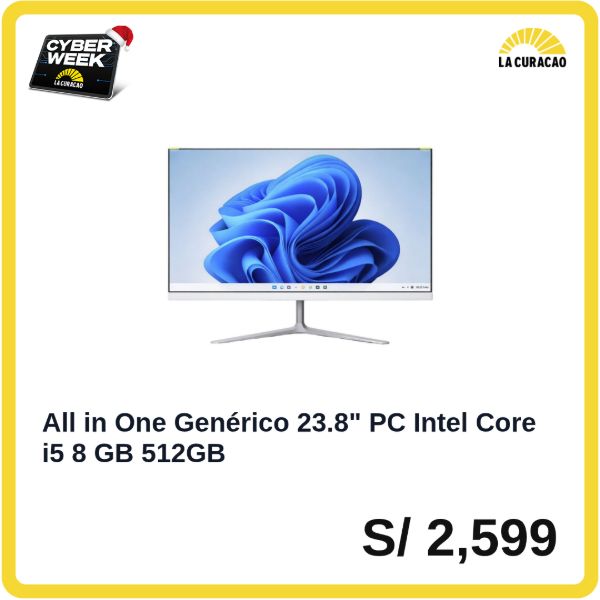 CYBER
WEEK
LA CURACAO
LA CURACAO
All in One Genérico 23.8" PC Intel Core
i5 8 GB 512GB
S/ 2,599